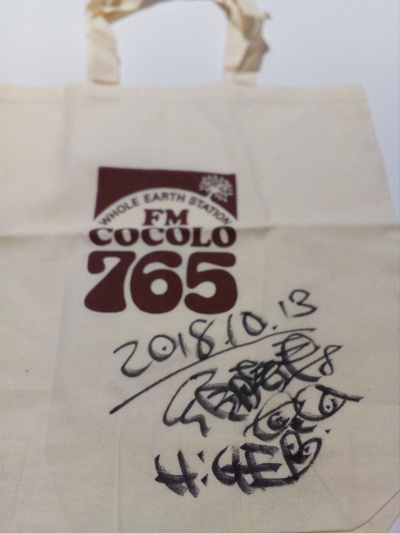 WHOLE EARTH STATION
FM
COCOLO
765
2018.10.13